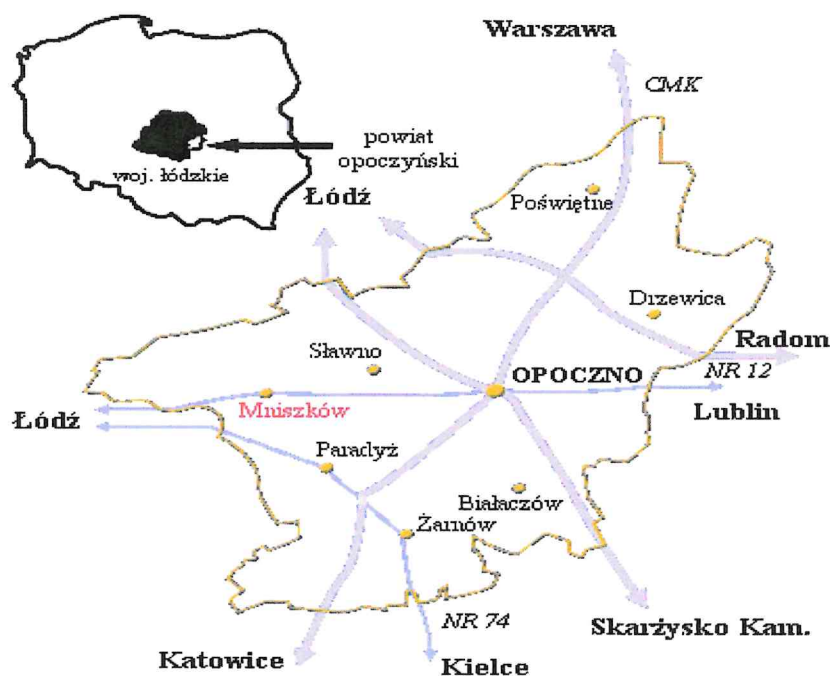 Warszawa
CMK
powiat
opoczyński
woj. łódzkie
Łódź
Poświętne
Drzewica
Radom
Sławno
OPOCZNO
NR 12
Mniszków
Łódź
Lublin
Paradyż
Białaczów
Żarnów
NR 74
Skarżysko Kam.
Katowice
Kielce